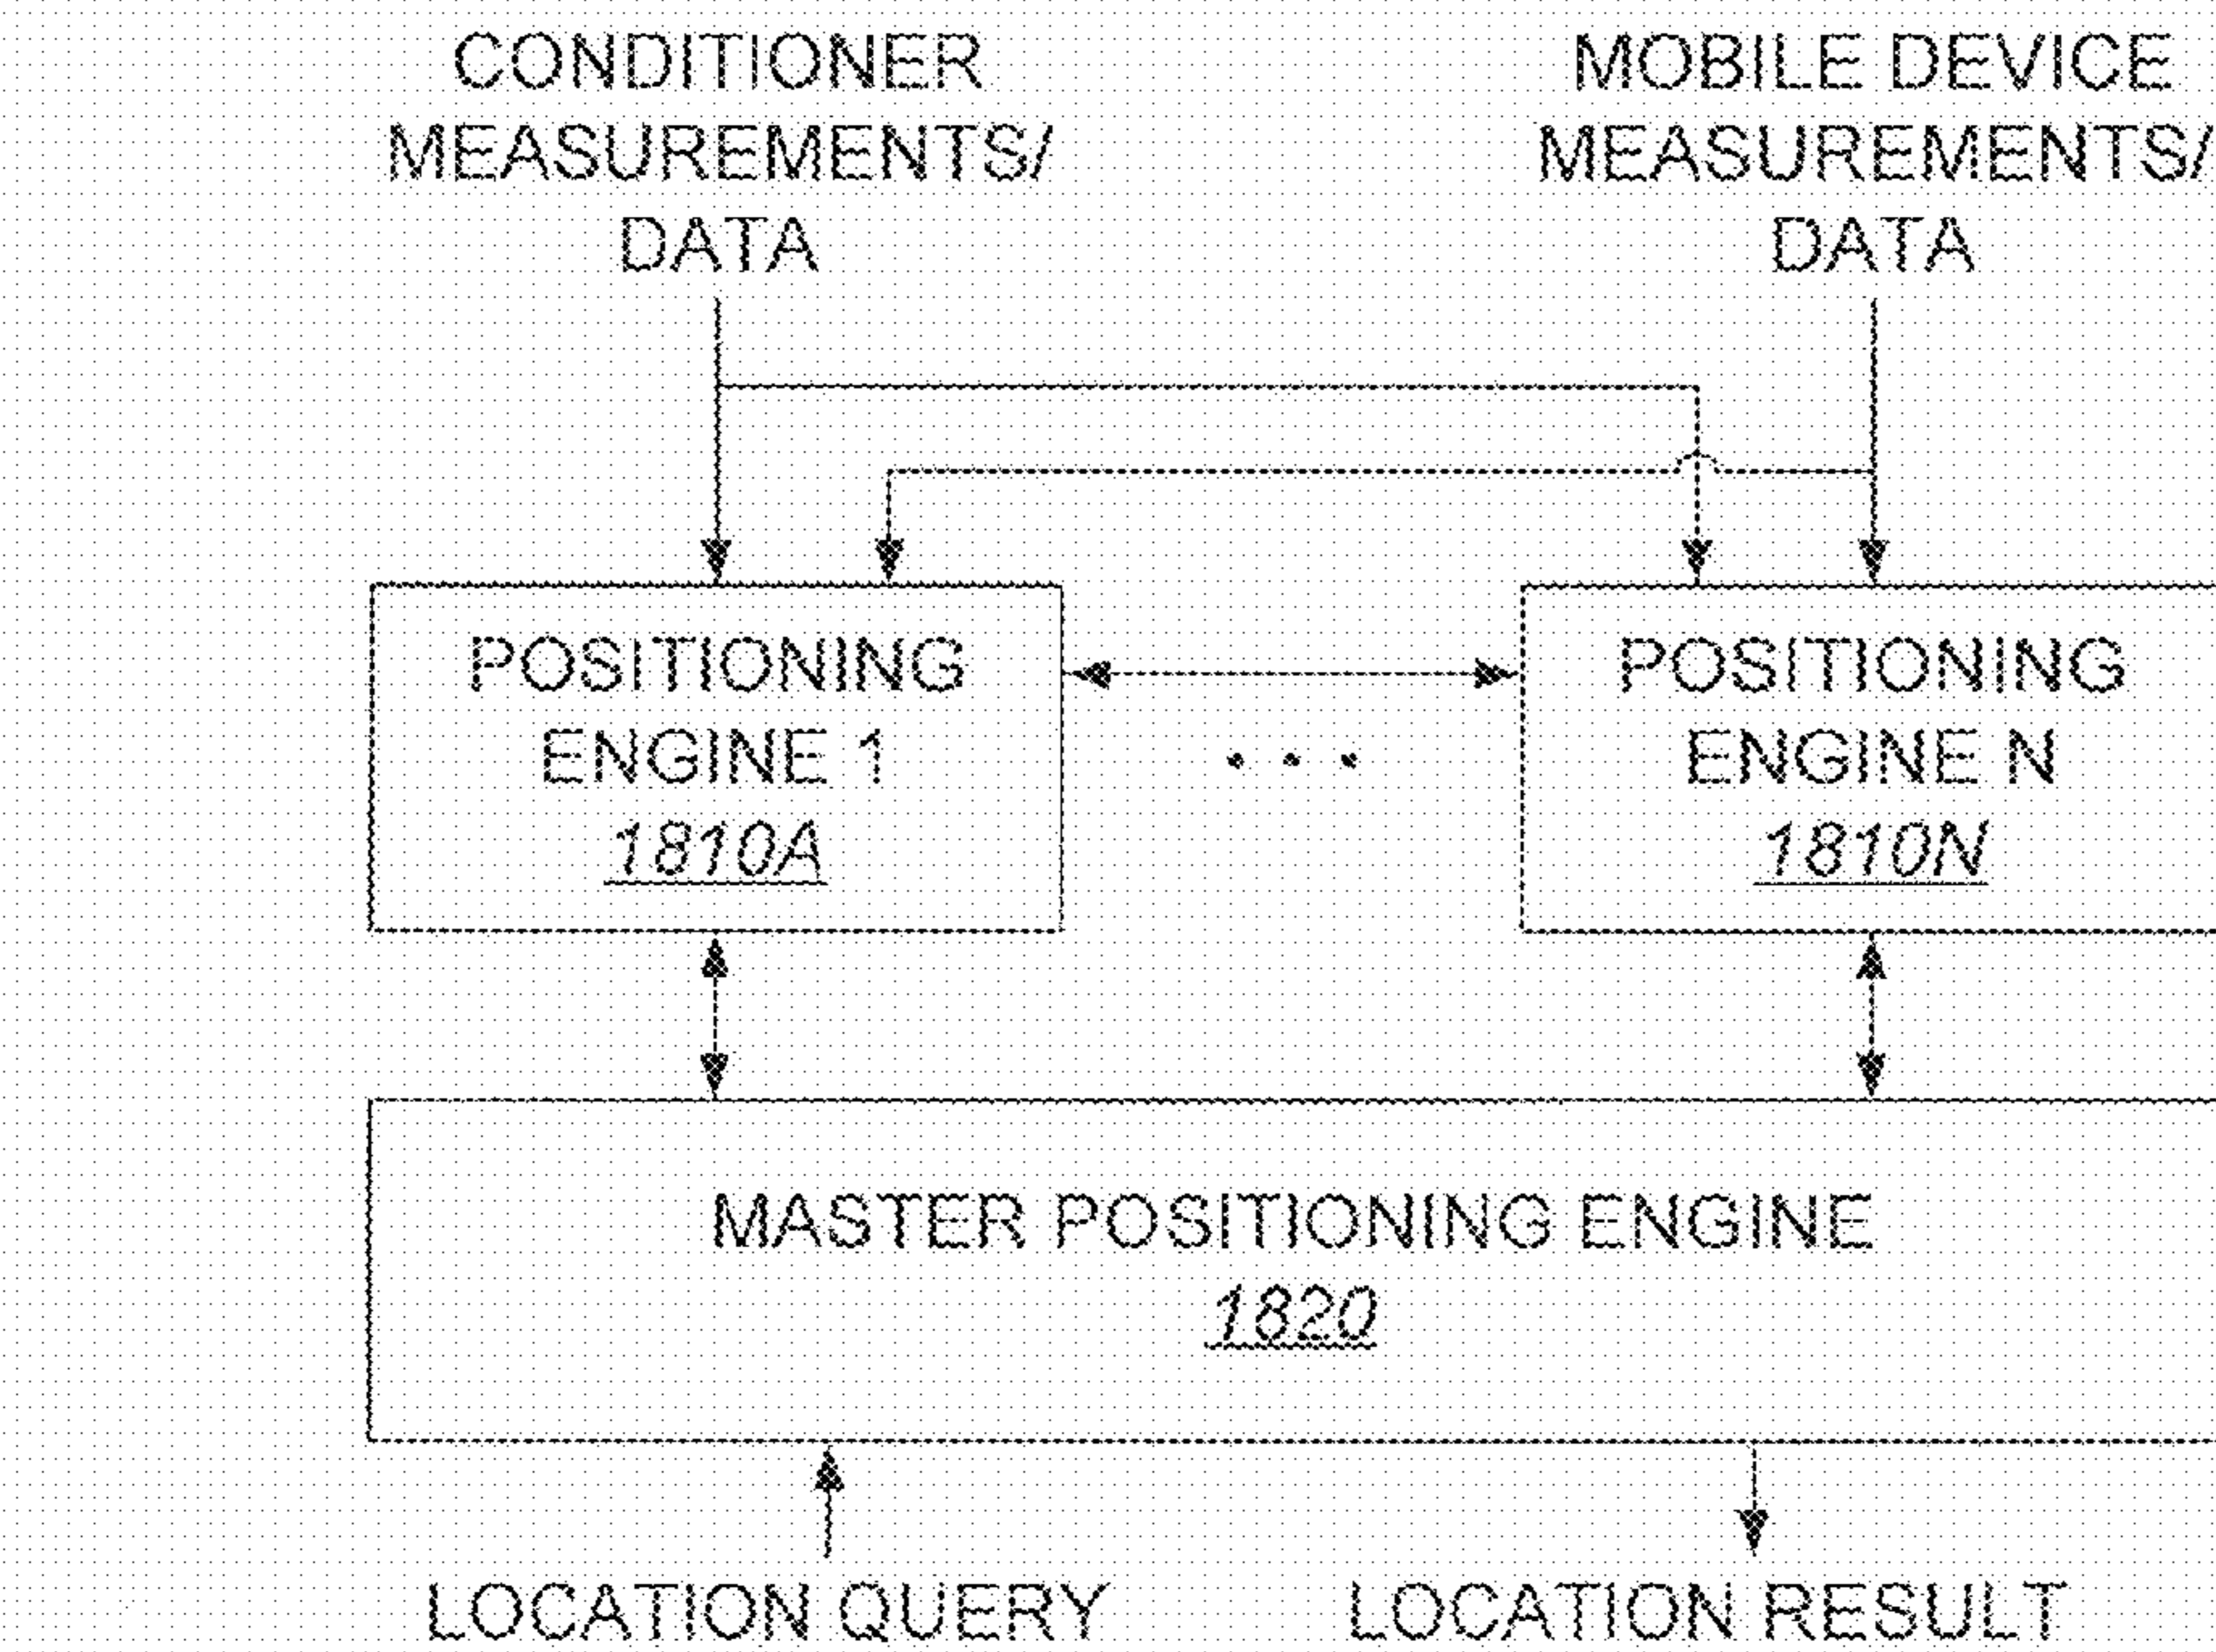 CONDITIONER
MEASUREMENTS/
DATA
MOBILE DEVICE
MEASUREMENTS/
DATA
POSITIONING
ENGINE 1
1810A
. . .
POSITIONING
ENGINE N
1810N
MASTER POSITIONING ENGINE
1820
LOCATION QUERY
LOCATION RESULT